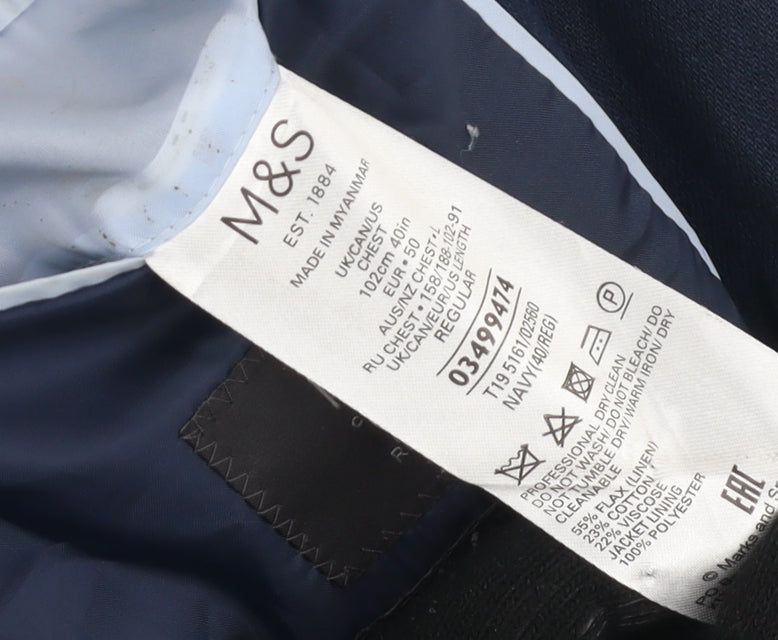 M&S
EST. 1884
MADE IN MYANMAR
UK/CAN/US
CHEST
102cm 40in
EUR▪50
AUS/NZ CHEST▪L
RU CHEST▪158/188-102-91
UK/CAN/EUR/US LENGTH
REGULAR
03499474
T19 5161/02560
NAVY(40/REG)
P
PROFESSIONAL DRY CLEAN
DO NOT WASH/ DO NOT BLEACH/ DO
NOT TUMBLE DRY/WARM IRON/ DRY
CLEANABLE
55% FLAX (LINEN)
23% COTTON
22% VISCOSE
JACKET LINING
100% POLYESTER
EAC
© Marks and
C
R